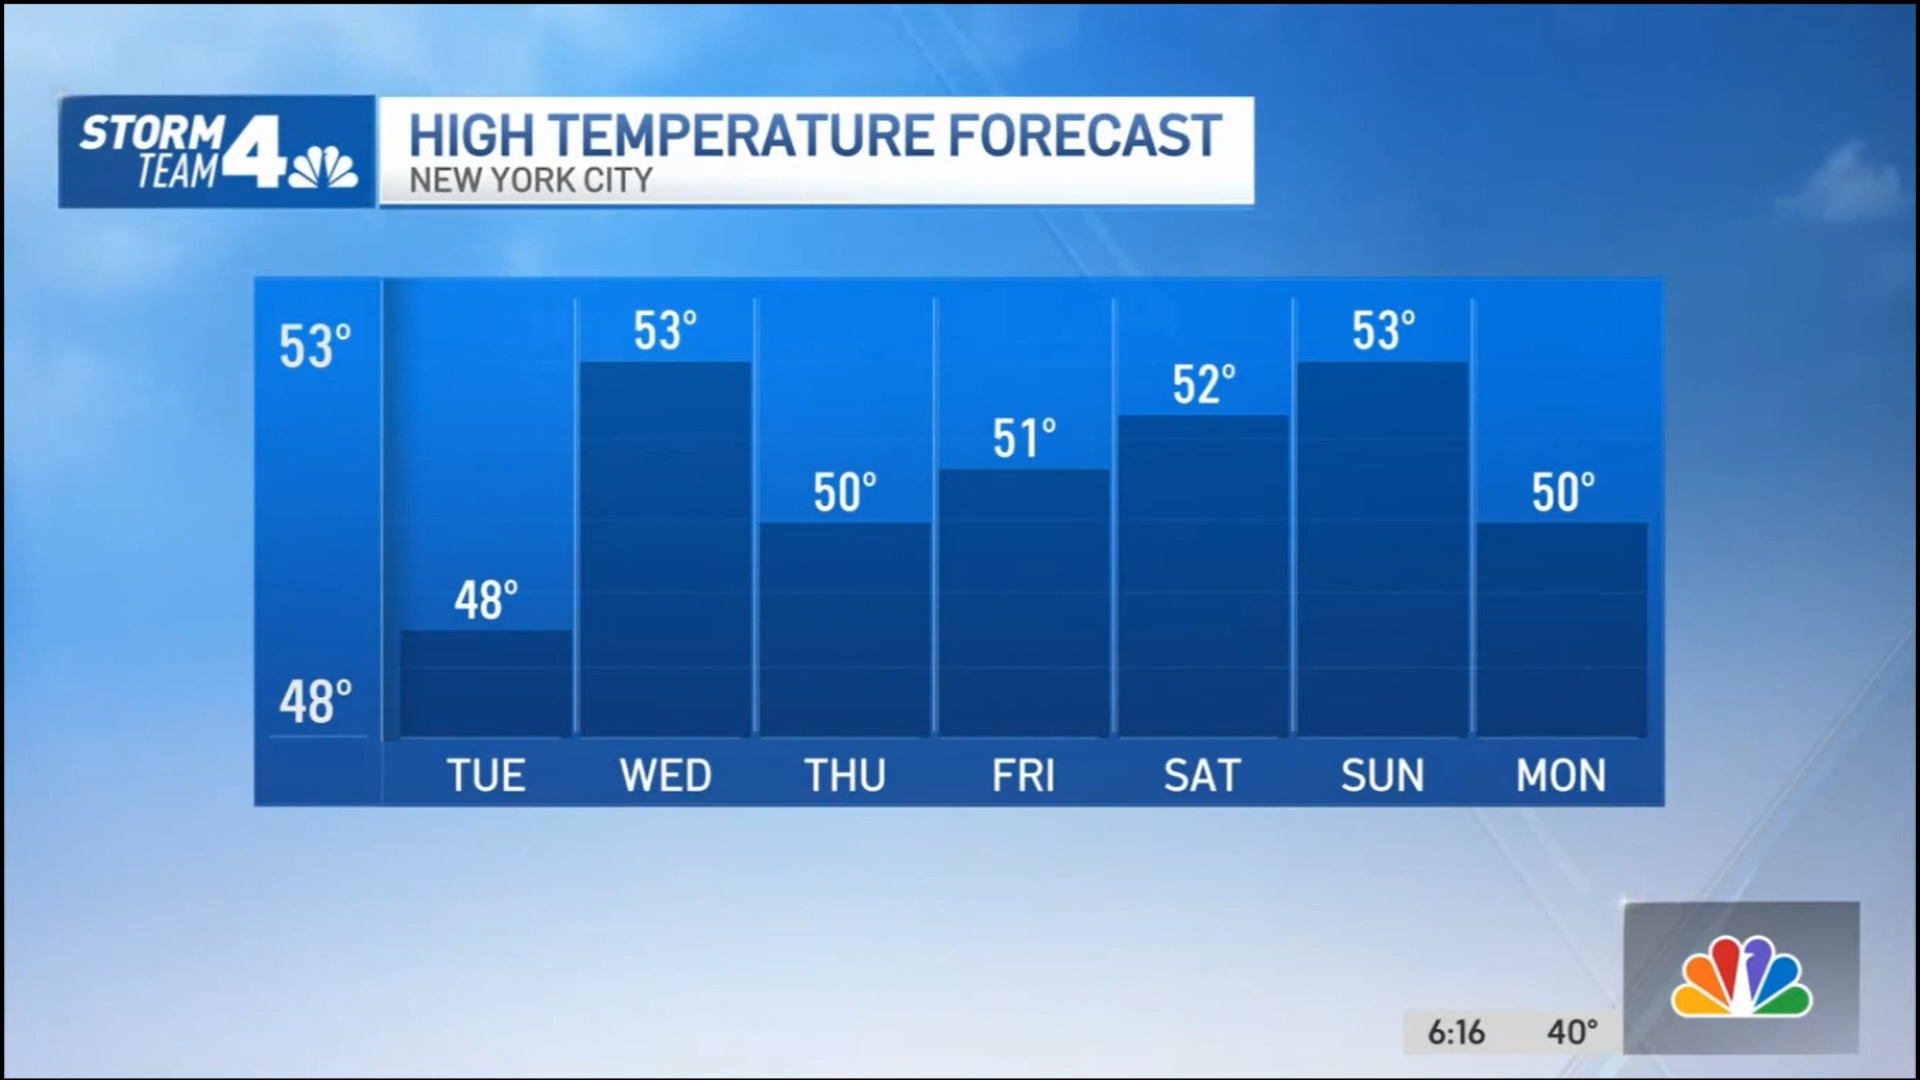 STORM
TEAM 4
HIGH TEMPERATURE FORECAST
NEW YORK CITY
53°
48°
48°
53°
50°
51°
52°
53°
50°
TUE WED THU FRI SAT SUN MON
6:16 40°